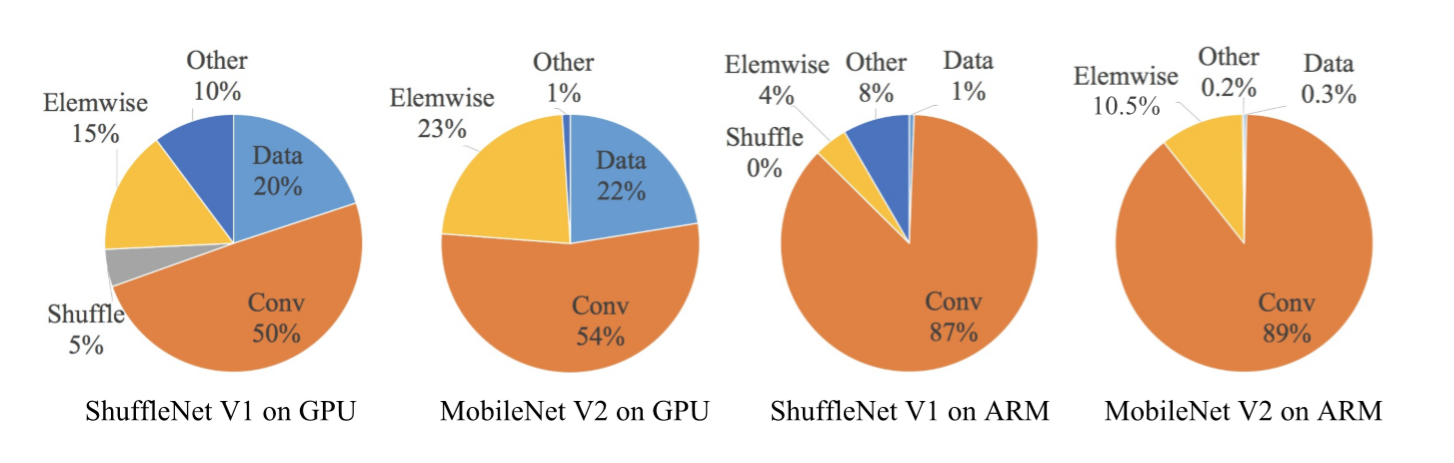 Other
10%
Elemwise
15%
Data
20%
Shuffle
5%
Conv
50%
ShuffleNet V1 on GPU
Other
1%
Elemwise
23%
Data
22%
Conv
54%
MobileNet V2 on GPU
Elemwise
4%
Other
8%
Data
1%
Shuffle
0%
Conv
87%
ShuffleNet V1 on ARM
Elemwise
10.5%
Other
0.2%
Data
0.3%
Conv
89%
MobileNet V2 on ARM